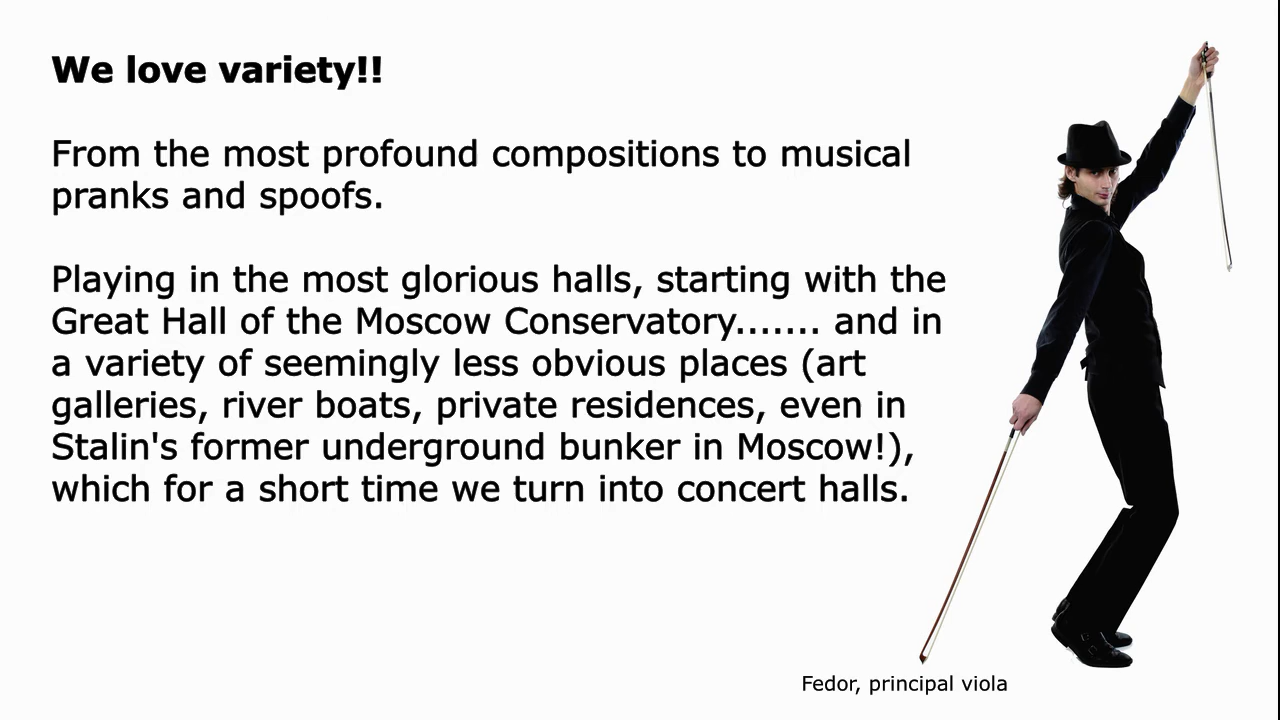 We love variety!!
From the most profound compositions to musical
pranks and spoofs.
Playing in the most glorious halls, starting with the
Great Hall of the Moscow Conservatory....... and in
a variety of seemingly less obvious places (art
galleries, river boats, private residences, even in
Stalin's former underground bunker in Moscow!),
which for a short time we turn into concert halls.
Fedor, principal viola